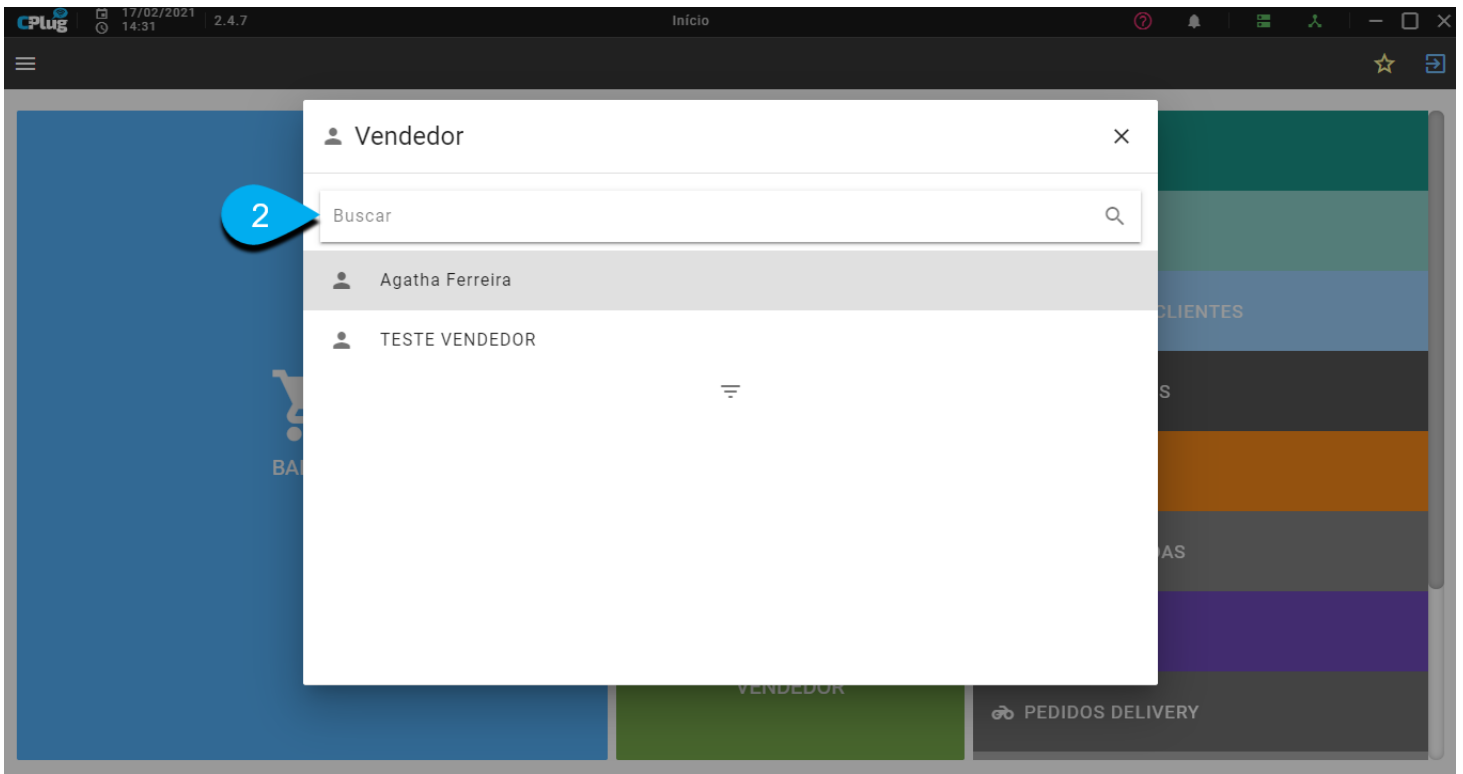 CPlug 17/02/2021 14:31 2.4.7 Início
Vendedor
2 Buscar
Agatha Ferreira
TESTE VENDEDOR
CLIENTES
S
AS
BA
VENDEDOR
PEDIDOS DELIVERY